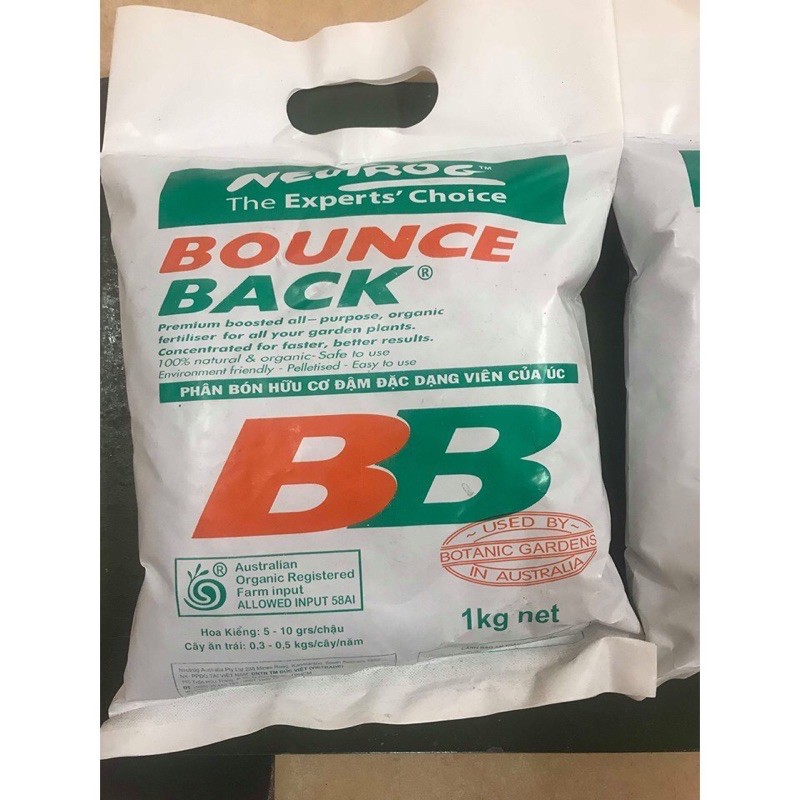 NEUTROG™
The Experts' Choice
BOUNCE
BACK®
Premium boosted all-purpose, organic
fertiliser for all your garden plants.
Concentrated for faster, better results.
100% natural & organic- Safe to use
Environment friendly - Pelletised - Easy to use
PHÂN BÓN HỮU CƠ ĐẬM ĐẶC DẠNG VIÊN CỦA ÚC
BB
~ USED BY ~
BOTANIC GARDENS
IN AUSTRALIA
®
Australian
Organic Registered
Farm input
ALLOWED INPUT 58AI
1kg net
Hoa Kiểng: 5 - 10 grs/chậu
Cây ăn trái: 0,3 - 0,5 kgs/cây/năm